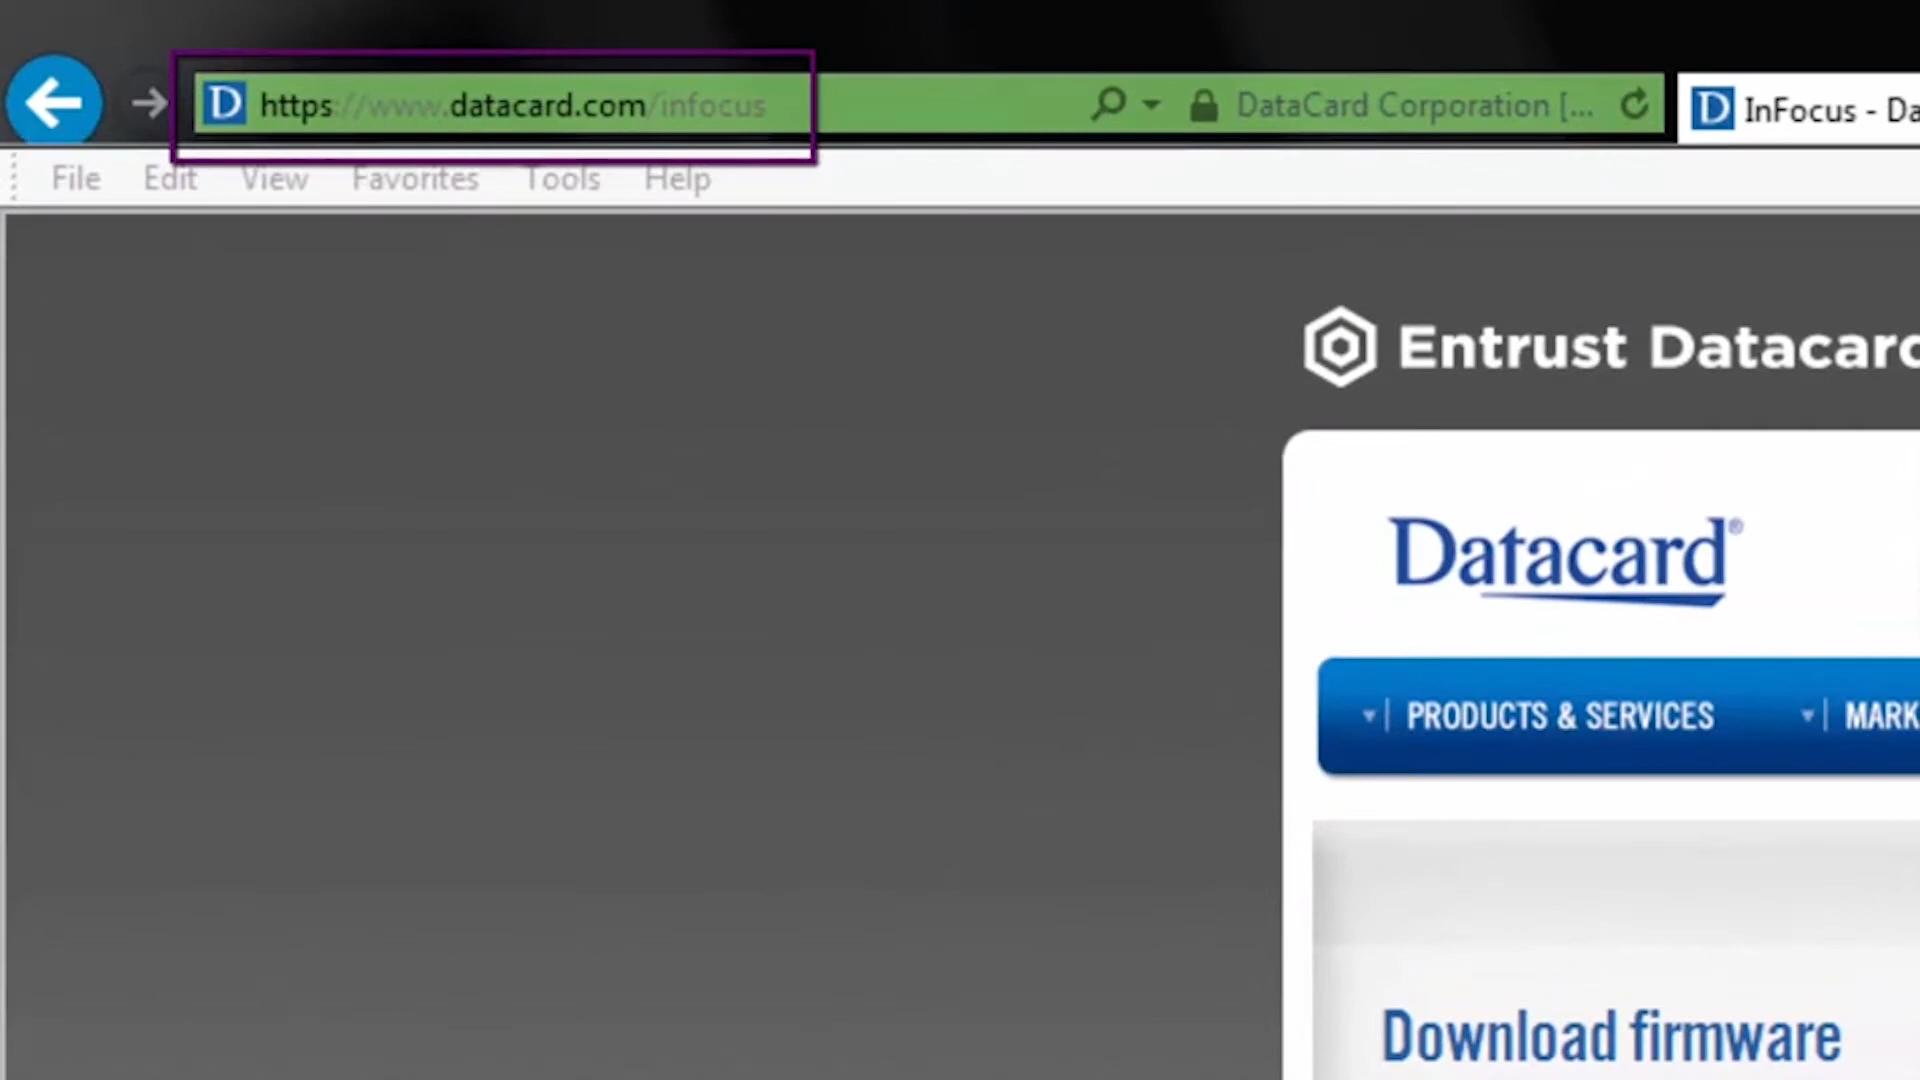 D https://www.datacard.com/infocus DataCard Corporation [... D InFocus - Da
File Edit View Favorites Tools Help
Entrust Datacard
Datacard®
PRODUCTS & SERVICES MARK
Download firmware